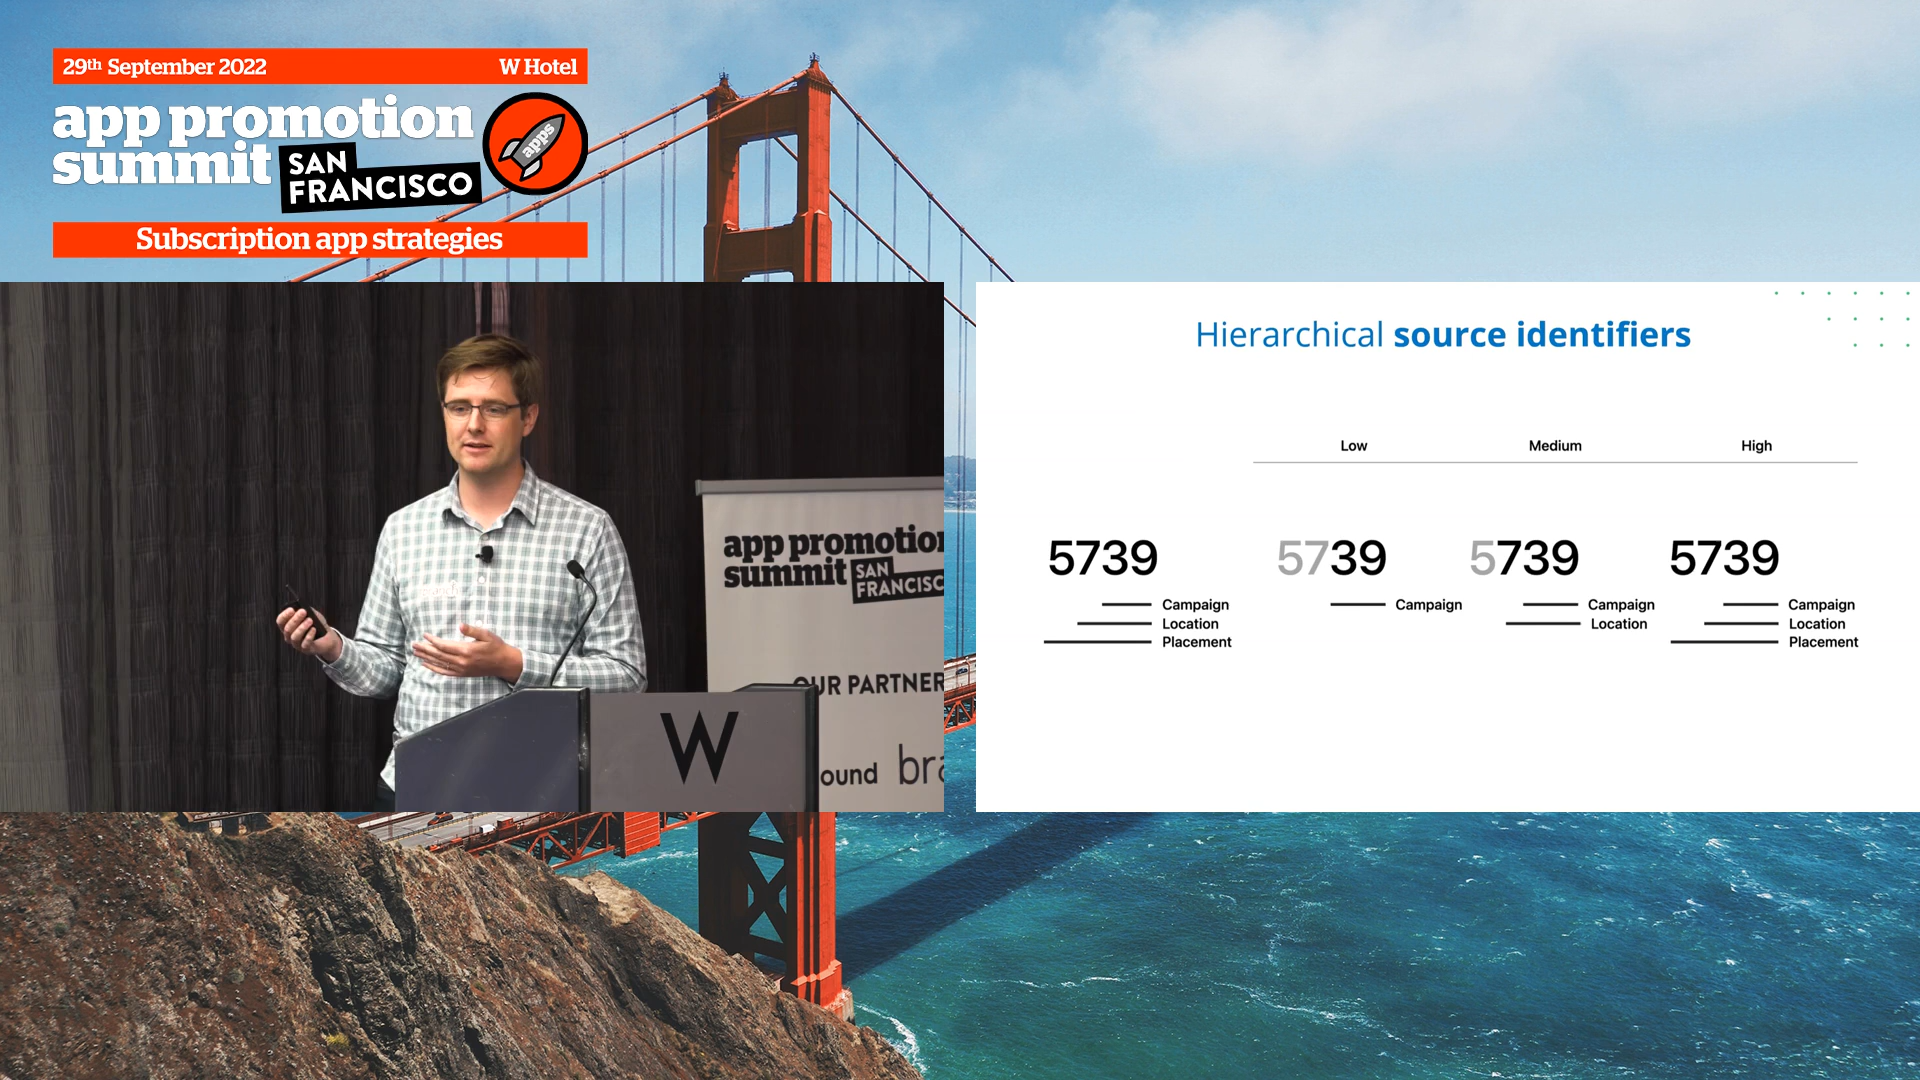 29th September 2022 W Hotel
app promotion
summit SAN
FRANCISCO
apps
Subscription app strategies
app promotio
summit SAN
FRANCISC
OUR PARTNER
ound bra
W
Hierarchical source identifiers
Low Medium High
5739 5739 5739 5739
Campaign Campaign Campaign Campaign
Location Location Location
Placement Placement